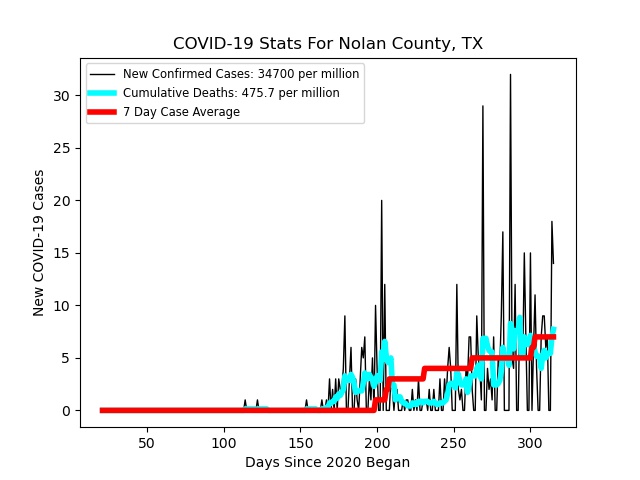 COVID-19 Stats For Nolan County, TX
New Confirmed Cases: 34700 per million
Cumulative Deaths: 475.7 per million
7 Day Case Average
30
25
20
15
10
5
0
New COVID-19 Cases
50 100 150 200 250 300
Days Since 2020 Began